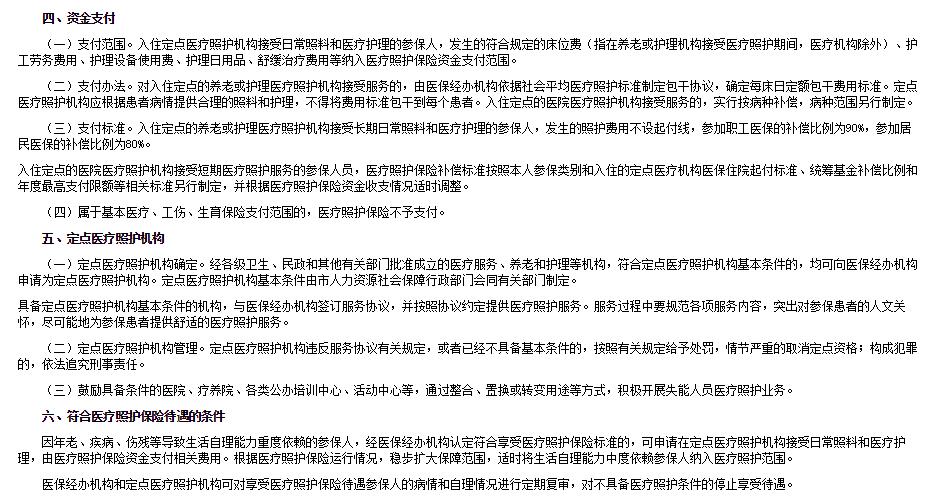 四、资金支付
（一）支付范围。入住定点医疗照护机构接受日常照料和医疗护理的参保人，发生的符合规定的床位费（指在养老或护理机构接受医疗照护期间，医疗机构除外）、护
工劳务费用、护理设备使用费、护理日用品、舒缓治疗费用等纳入医疗照护保险资金支付范围。
（二）支付办法。对入住定点的养老或护理医疗照护机构接受服务的，由医保经办机构依据社会平均医疗照护标准制定包干协议，确定每床日定额包干费用标准。定点
医疗照护机构应根据患者病情提供合理的照料和护理，不得将费用标准包干到每个患者。入住定点的医院医疗照护机构接受服务的，实行按病种补偿，病种范围另行制定。
（三）支付标准。入住定点的养老或护理医疗照护机构接受长期日常照料和医疗护理的参保人，发生的照护费用不设起付线，参加职工医保的补偿比例为90%，参加居
民医保的补偿比例为80%。
入住定点的医院医疗照护机构接受短期医疗照护服务的参保人员，医疗照护保险补偿标准按照本人参保类别和入住的定点医疗机构医保住院起付标准、统筹基金补偿比例和
年度最高支付限额等相关标准另行制定，并根据医疗照护保险资金收支情况适时调整。
（四）属于基本医疗、工伤、生育保险支付范围的，医疗照护保险不予支付。
五、定点医疗照护机构
（一）定点医疗照护机构确定。经各级卫生、民政和其他有关部门批准成立的医疗服务、养老和护理等机构，符合定点医疗照护机构基本条件的，均可向医保经办机构
申请为定点医疗照护机构。定点医疗照护机构基本条件由市人力资源社会保障行政部门会同有关部门制定。
具备定点医疗照护机构基本条件的机构，与医保经办机构签订服务协议，并按照协议约定提供医疗照护服务。服务过程中要规范各项服务内容，突出对参保患者的人文关
怀，尽可能地为参保患者提供舒适的医疗照护服务。
（二）定点医疗照护机构管理。定点医疗照护机构违反服务协议有关规定，或者已经不具备基本条件的，按照有关规定给予处罚，情节严重的取消定点资格；构成犯罪
的，依法追究刑事责任。
（三）鼓励具备条件的医院、疗养院、各类公办培训中心、活动中心等，通过整合、置换或转变用途等方式，积极开展失能人员医疗照护业务。
六、符合医疗照护保险待遇的条件
因年老、疾病、伤残等导致生活自理能力重度依赖的参保人，经医保经办机构认定符合享受医疗照护保险标准的，可申请在定点医疗照护机构接受日常照料和医疗护
理，由医疗照护保险资金支付相关费用。根据医疗照护保险运行情况，稳步扩大保障范围，适时将生活自理能力中度依赖参保人纳入医疗照护范围。
医保经办机构和定点医疗照护机构可对享受医疗照护保险待遇参保人的病情和自理情况进行定期复审，对不具备医疗照护条件的停止享受待遇。